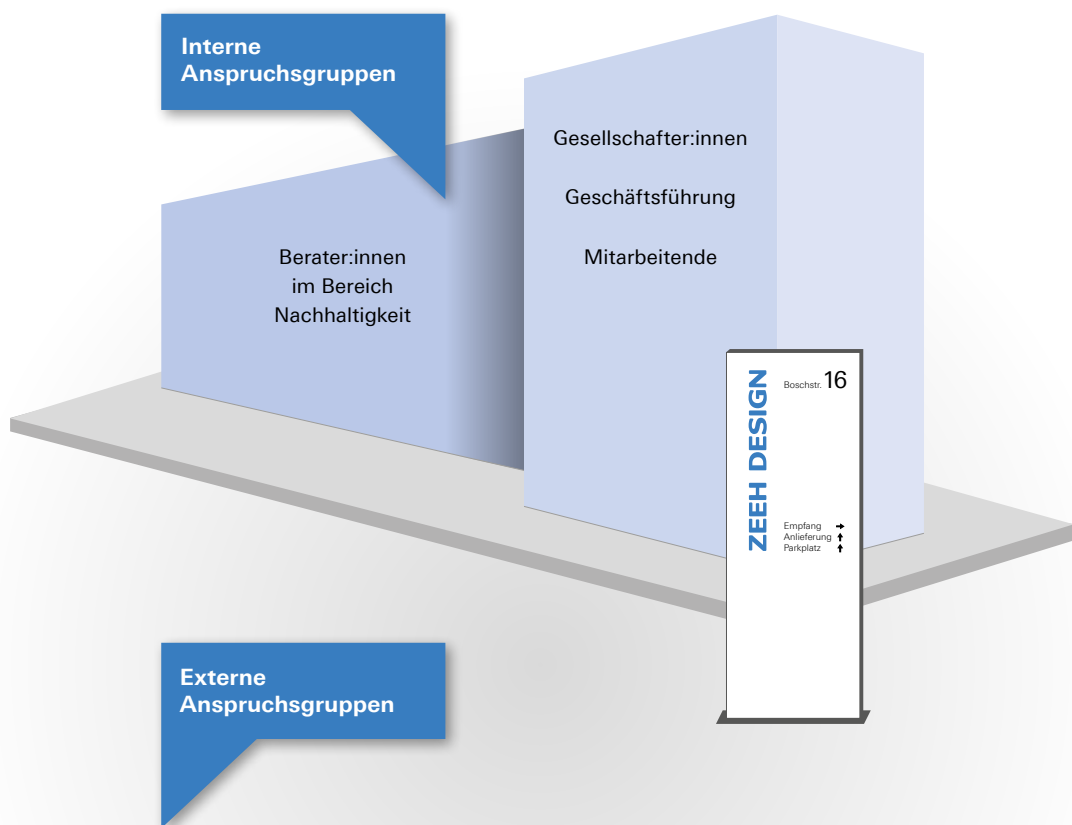 Interne
Anspruchsgruppen
Gesellschafter:innen
Geschäftsführung
Mitarbeitende
Berater:innen
im Bereich
Nachhaltigkeit
ZEEH DESIGN
Boschstr. 16
Empfang
Anlieferung
Parkplatz
Externe
Anspruchsgruppen